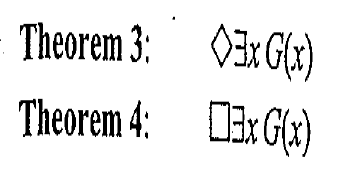 Theorem 3: ◇∃x G(x)
Theorem 4: □∃x G(x)